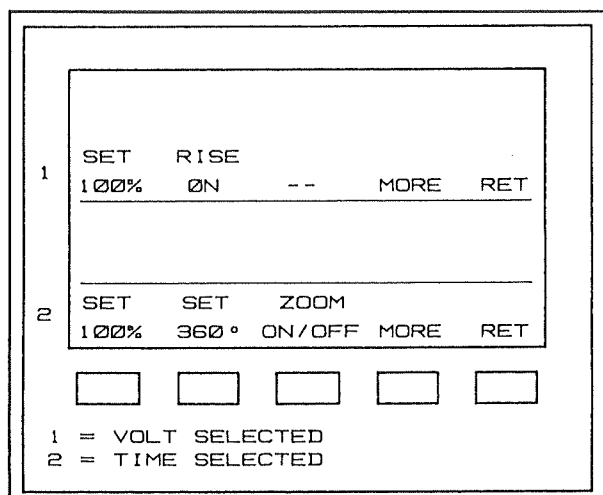 SET RISE
1 100% ØN -- MORE RET
SET SET ZOOM
2 100% 360° ON/OFF MORE RET
1 = VOLT SELECTED
2 = TIME SELECTED